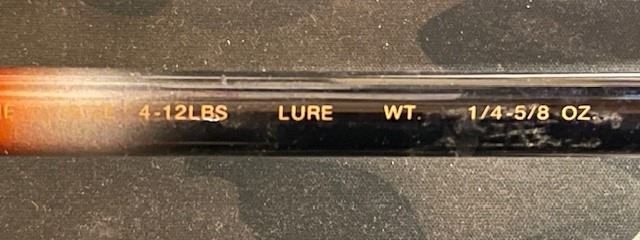 4-12LBS LURE WT. 1/4-5/8 OZ.